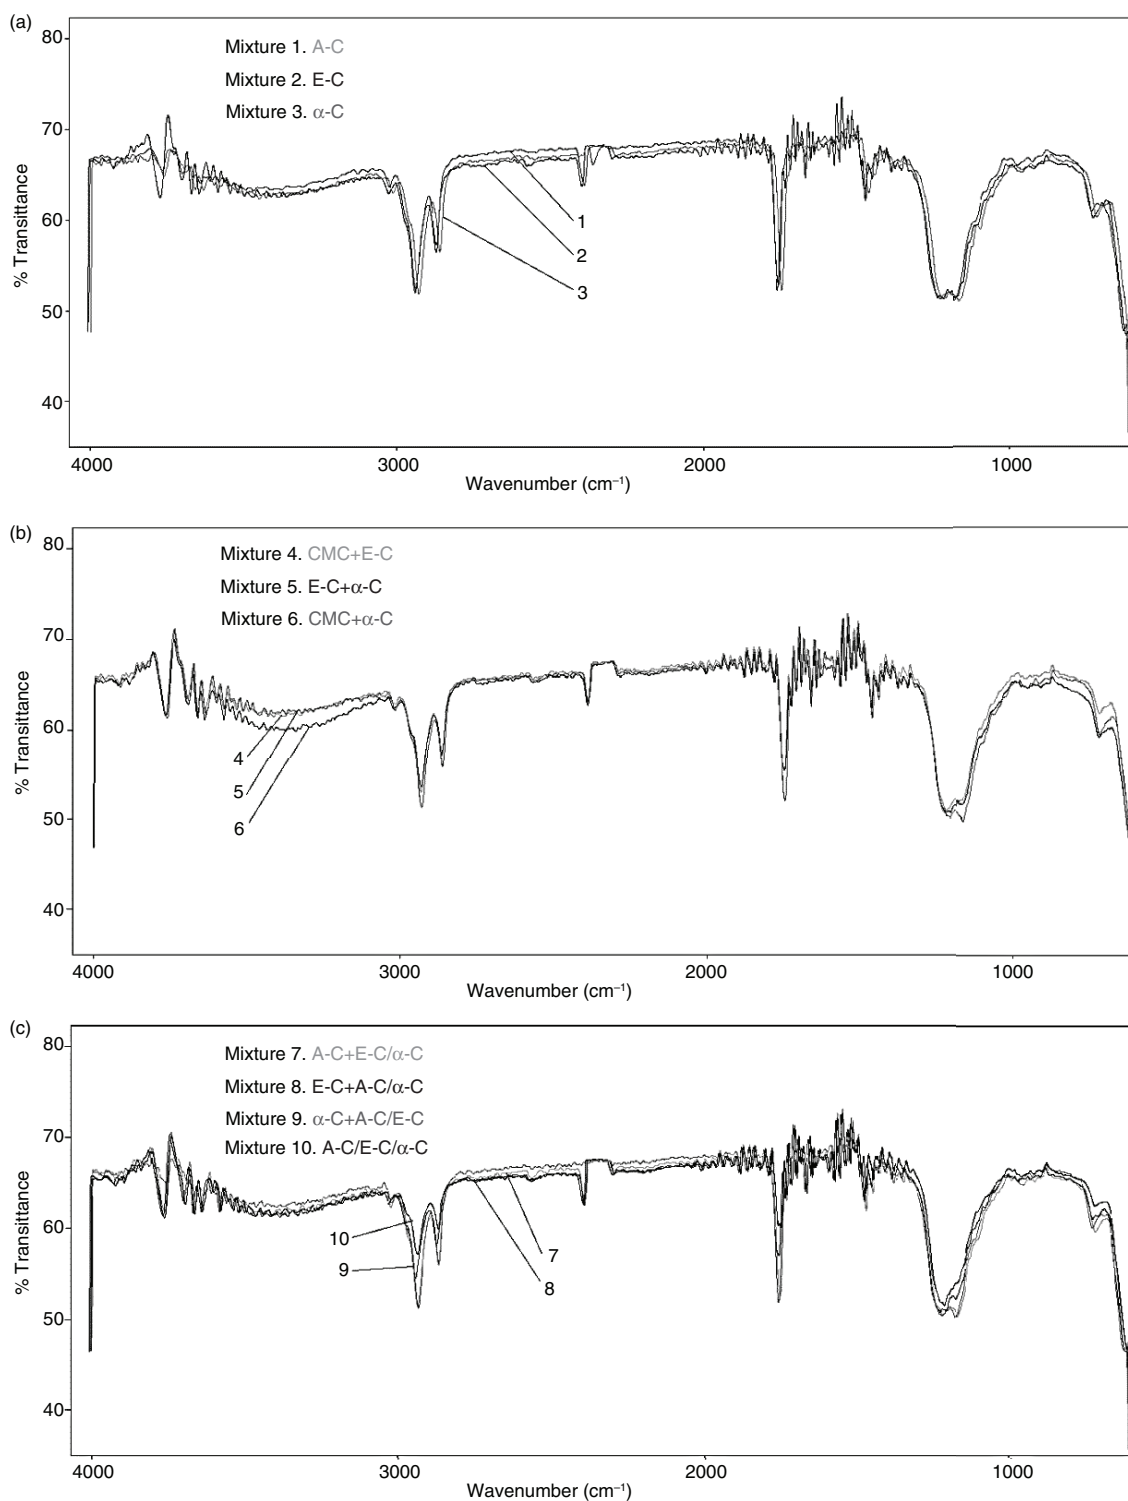 (a)
80
70
60
50
40
% Transittance
Mixture 1. A-C
Mixture 2. E-C
Mixture 3. α-C
1
2
3
4000 3000 2000 1000
Wavenumber (cm⁻¹)
(b)
80
70
60
50
40
% Transittance
Mixture 4. CMC+E-C
Mixture 5. E-C+α-C
Mixture 6. CMC+α-C
4
5
6
4000 3000 2000 1000
Wavenumber (cm⁻¹)
(c)
80
70
60
50
40
% Transittance
Mixture 7. A-C+E-C/α-C
Mixture 8. E-C+A-C/α-C
Mixture 9. α-C+A-C/E-C
Mixture 10. A-C/E-C/α-C
10
9
7
8
4000 3000 2000 1000
Wavenumber (cm⁻¹)